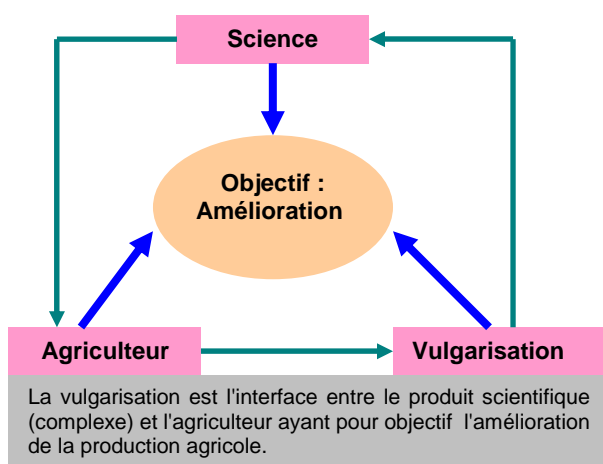 Science
Objectif :
Amélioration
Agriculteur
Vulgarisation
La vulgarisation est l'interface entre le produit scientifique
(complexe) et l'agriculteur ayant pour objectif l'amélioration
de la production agricole.